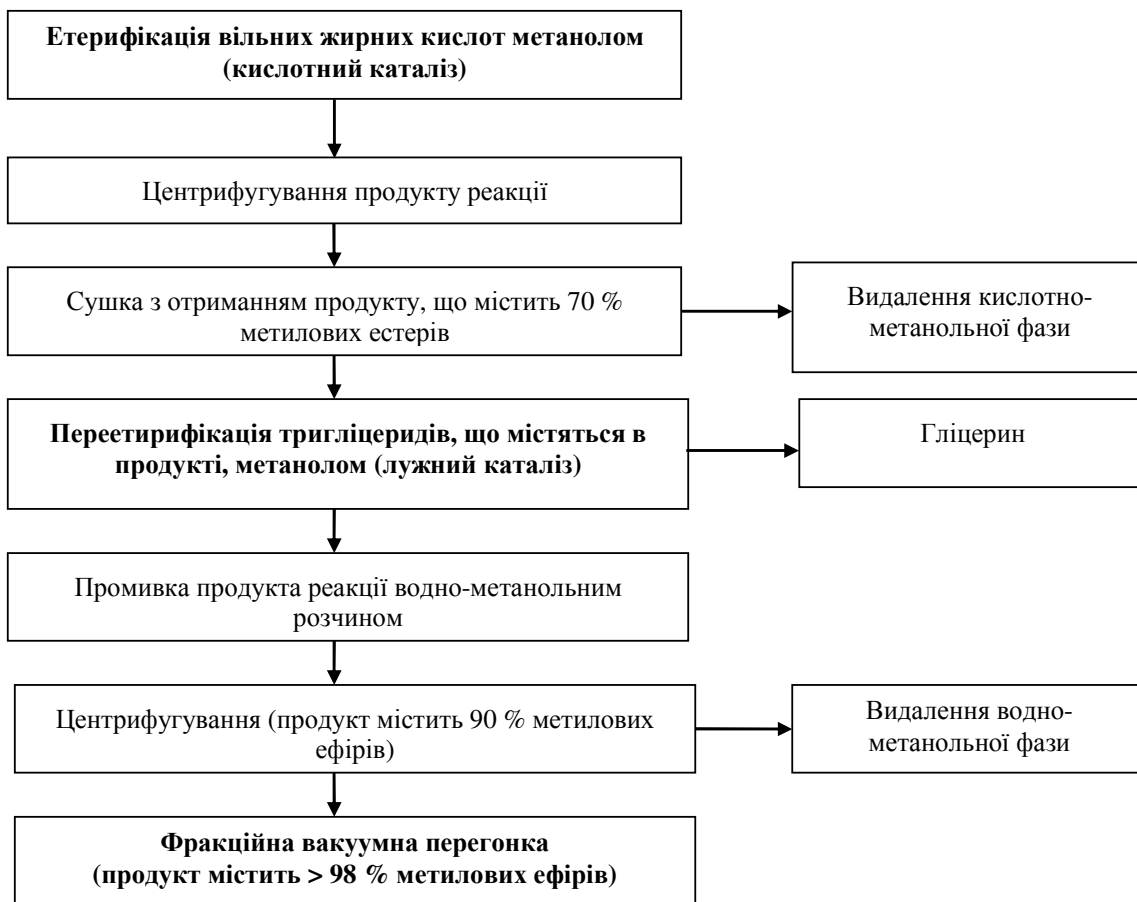 Етерифікація вільних жирних кислот метанолом
(кислотний каталіз)
Центрифугування продукту реакції
Сушка з отриманням продукту, що містить 70 %
метилових естерів
Видалення кислотно-
метанольної фази
Переетирифікація тригліцеридів, що містяться в
продукті, метанолом (лужний каталіз)
Гліцерин
Промивка продукта реакції водно-метанольним
розчином
Центрифугування (продукт містить 90 % метилових
ефірів)
Видалення водно-
метанольної фази
Фракційна вакуумна перегонка
(продукт містить > 98 % метилових ефірів)